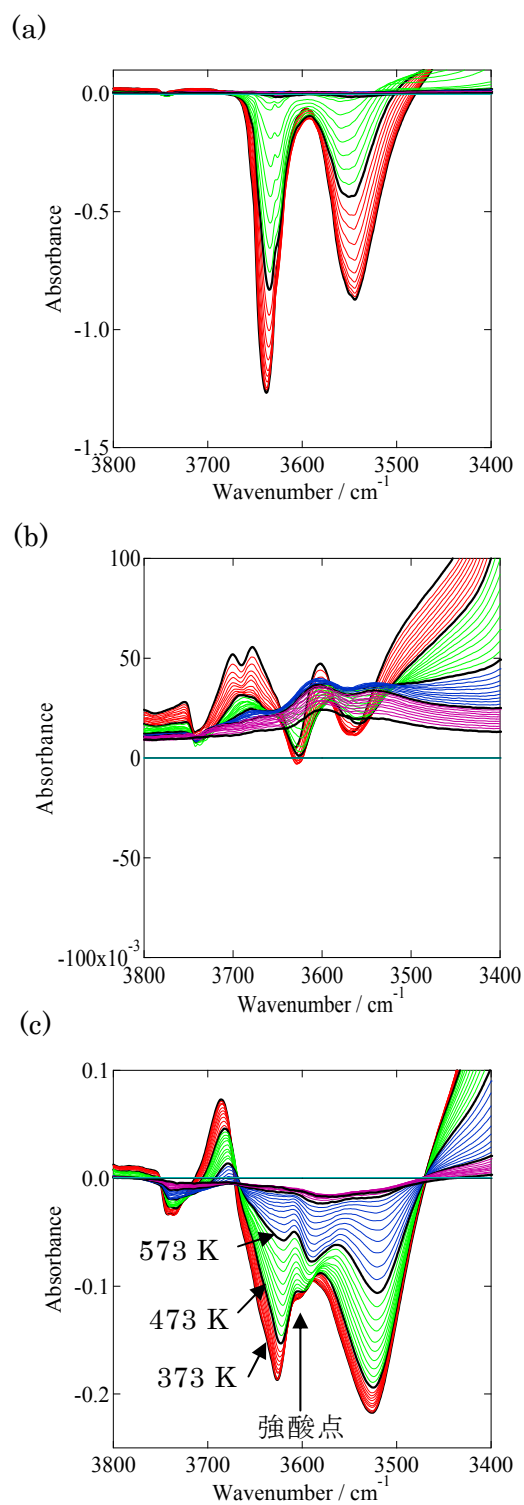 (a)
0.0
-0.5
-1.0
-1.5
Absorbance
3800 3700 3600 3500 3400
Wavenumber / cm-1
(b)
100
50
0
-50
-100x10-3
Absorbance
3800 3700 3600 3500 3400
Wavenumber / cm-1
(c)
0.1
0.0
-0.1
-0.2
Absorbance
573 K
473 K
373 K
強酸点
3800 3700 3600 3500 3400
Wavenumber / cm-1